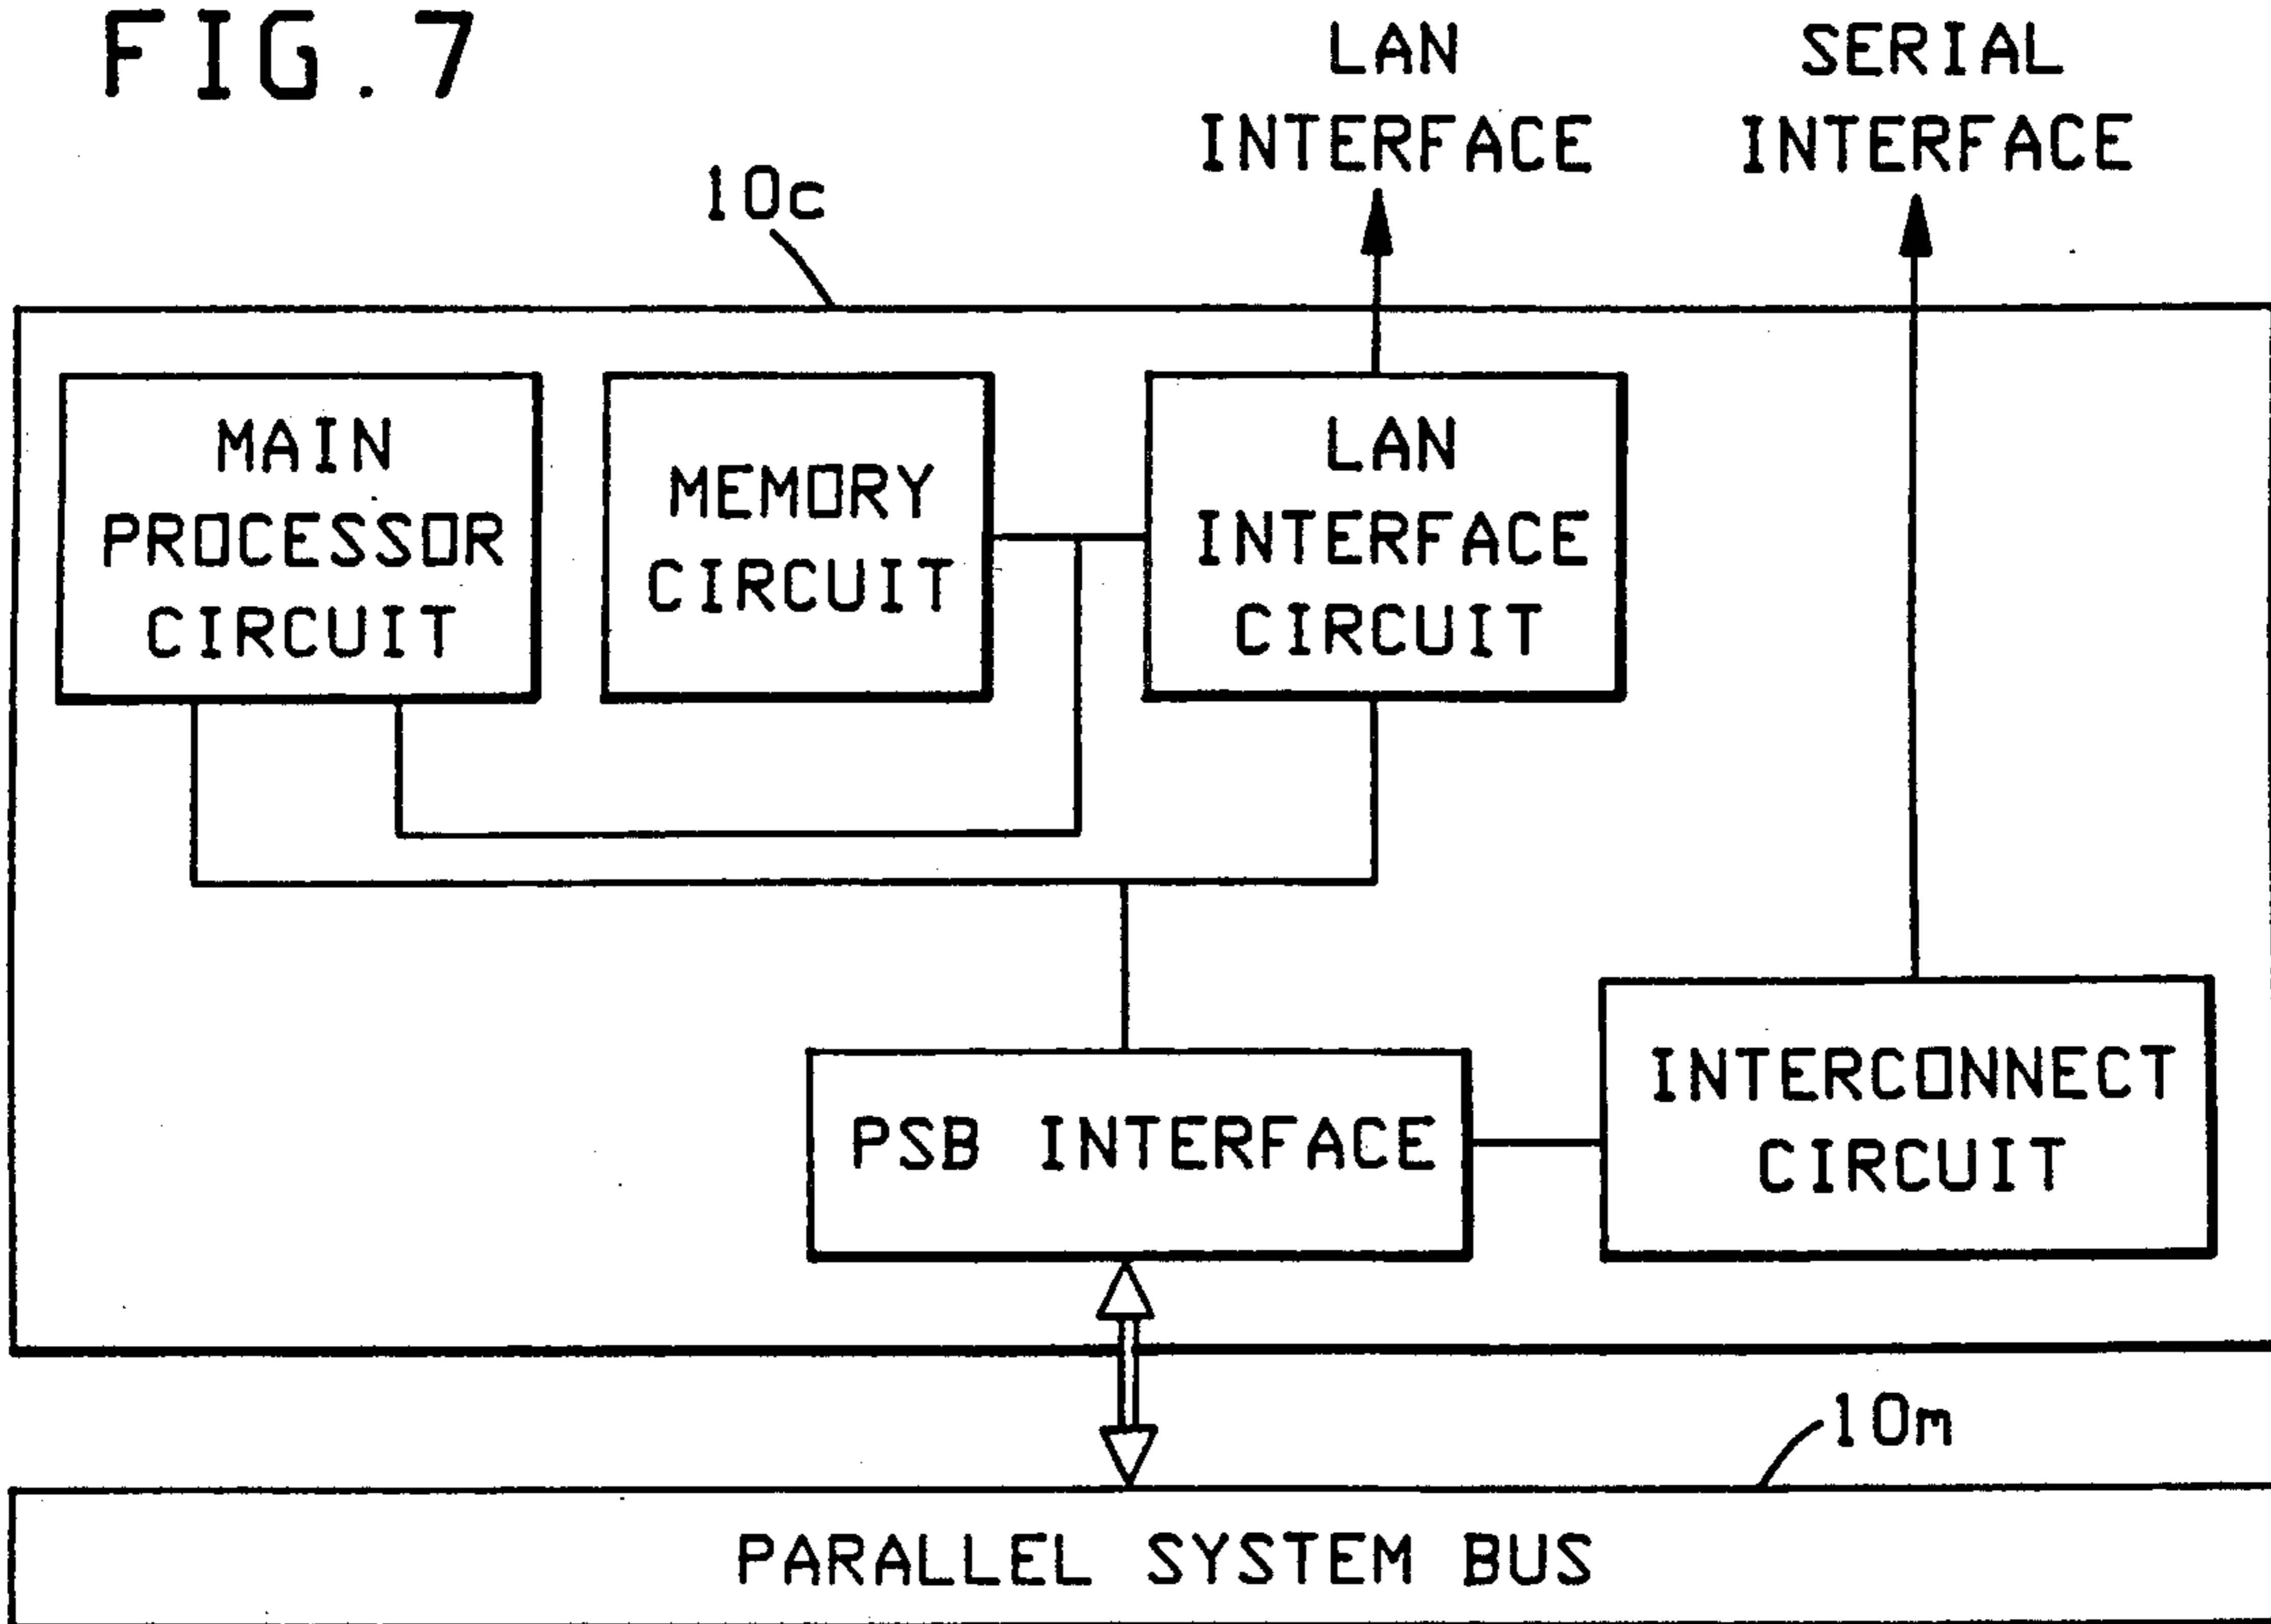 FIG. 7
LAN
INTERFACE
SERIAL
INTERFACE
10c
MAIN
PROCESSOR
CIRCUIT
MEMORY
CIRCUIT
LAN
INTERFACE
CIRCUIT
PSB INTERFACE
INTERCONNECT
CIRCUIT
10m
PARALLEL SYSTEM BUS